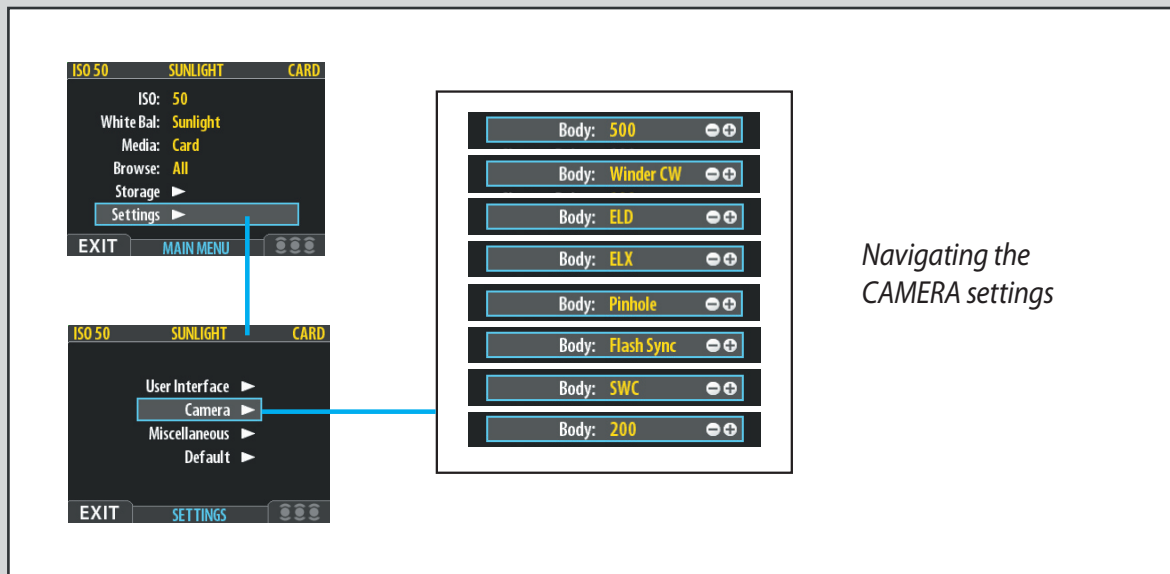 ISO 50 SUNLIGHT CARD
ISO: 50
White Bal: Sunlight
Media: Card
Browse: All
Storage
Settings
EXIT MAIN MENU
ISO 50 SUNLIGHT CARD
User Interface
Camera
Miscellaneous
Default
EXIT SETTINGS
Body: 500
Body: Winder CW
Body: ELD
Body: ELX
Body: Pinhole
Body: Flash Sync
Body: SWC
Body: 200
Navigating the
CAMERA settings